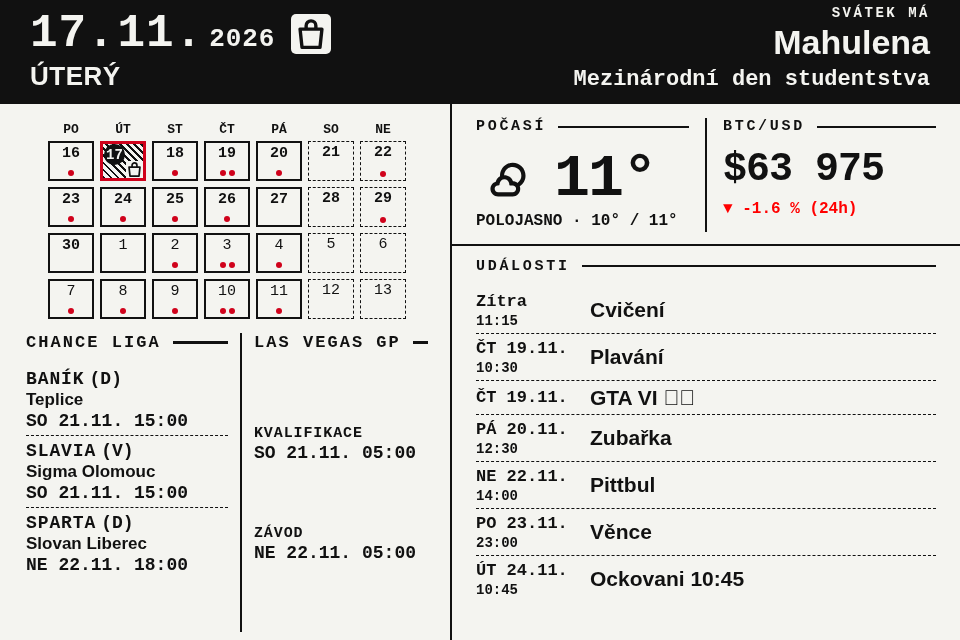 17.11. 2026
ÚTERÝ
SVÁTEK MÁ
Mahulena
Mezinárodní den studentstva
PO ÚT ST ČT PÁ SO NE
16 17 18 19 20 21 22
23 24 25 26 27 28 29
30 1 2 3 4 5 6
7 8 9 10 11 12 13
CHANCE LIGA
BANÍK (D)
Teplice
SO 21.11. 15:00
SLAVIA (V)
Sigma Olomouc
SO 21.11. 15:00
SPARTA (D)
Slovan Liberec
NE 22.11. 18:00
LAS VEGAS GP
KVALIFIKACE
SO 21.11. 05:00
ZÁVOD
NE 22.11. 05:00
POČASÍ
11°
POLOJASNO · 10° / 11°
BTC/USD
$63 975
▼ -1.6 % (24h)
UDÁLOSTI
Zítra
11:15
Cvičení
ČT 19.11.
10:30
Plavání
ČT 19.11.
GTA VI
PÁ 20.11.
12:30
Zubařka
NE 22.11.
14:00
Pittbul
PO 23.11.
23:00
Věnce
ÚT 24.11.
10:45
Ockovani 10:45